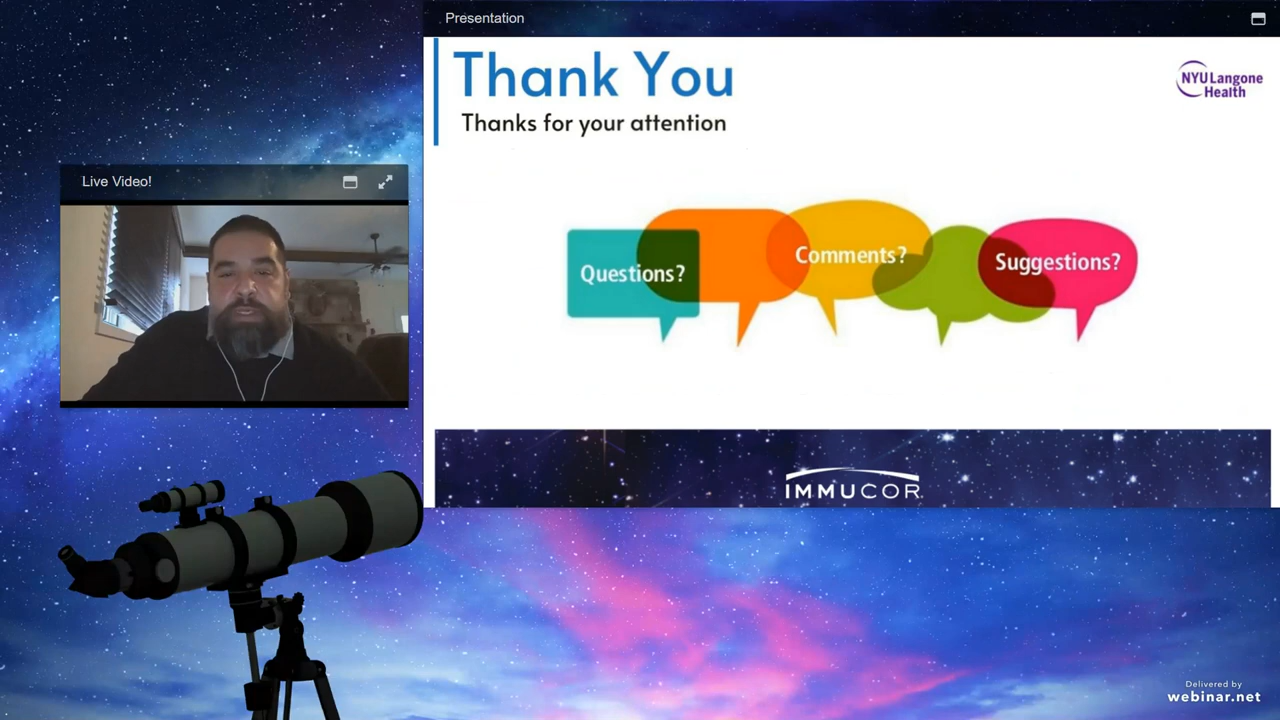 Presentation
Thank You
Thanks for your attention
NYU Langone
Health
Live Video!
Questions?
Comments?
Suggestions?
IMMUCOR
Delivered by
webinar.net